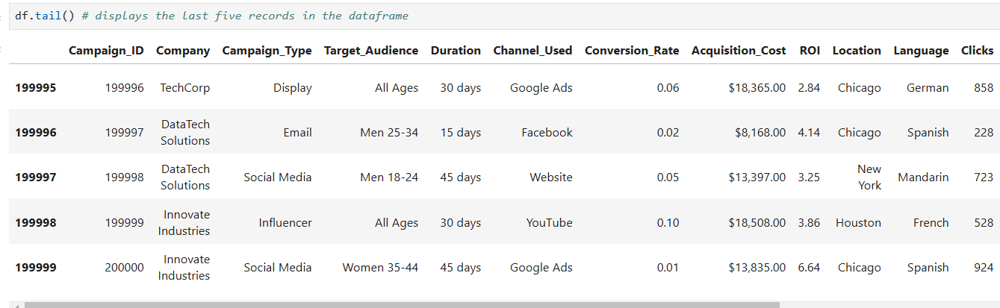 df.tail() # displays the last five records in the dataframe
Campaign_ID Company Campaign_Type Target_Audience Duration Channel_Used Conversion_Rate Acquisition_Cost ROI Location Language Clicks
199995 199996 TechCorp Display All Ages 30 days Google Ads 0.06 $18,365.00 2.84 Chicago German 858
199996 199997 DataTech Solutions Email Men 25-34 15 days Facebook 0.02 $8,168.00 4.14 Chicago Spanish 228
199997 199998 DataTech Solutions Social Media Men 18-24 45 days Website 0.05 $13,397.00 3.25 New York Mandarin 723
199998 199999 Innovate Industries Influencer All Ages 30 days YouTube 0.10 $18,508.00 3.86 Houston French 528
199999 200000 Innovate Industries Social Media Women 35-44 45 days Google Ads 0.01 $13,835.00 6.64 Chicago Spanish 924